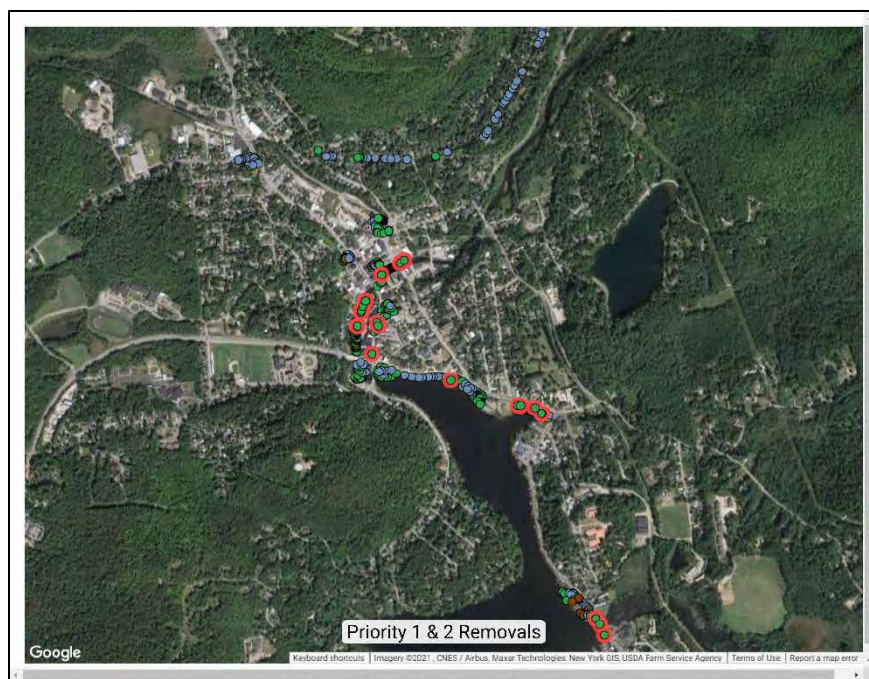 Priority 1 & 2 Removals
Google
Keyboard shortcuts
Imagery ©2021 , CNES / Airbus, Maxar Technologies, New York GIS, USDA Farm Service Agency
Terms of Use
Report a map error